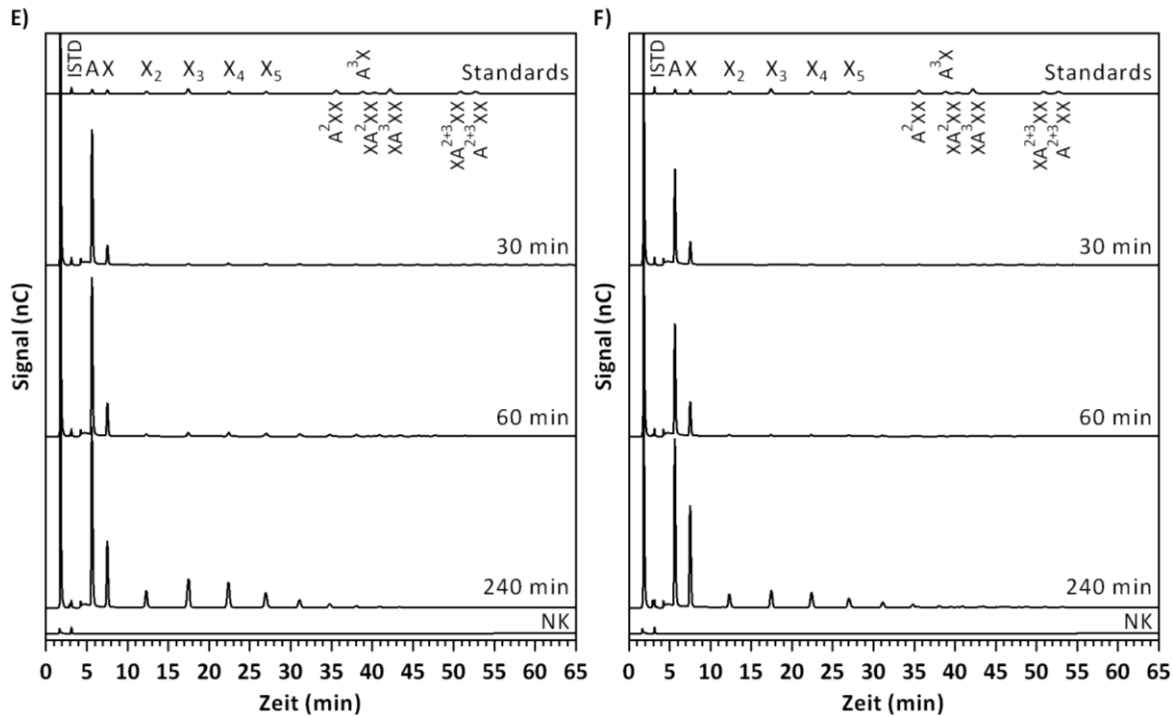 E)
ISTD A X X₂ X₃ X₄ X₅ A³X Standards
A²XX XA²XX XA³XX XA²⁺³XX A²⁺³XX
30 min
60 min
240 min
NK
Signal (nC)
0 5 10 15 20 25 30 35 40 45 50 55 60 65
Zeit (min)
F)
ISTD A X X₂ X₃ X₄ X₅ A³X Standards
A²XX XA²XX XA³XX XA²⁺³XX A²⁺³XX
30 min
60 min
240 min
NK
Signal (nC)
0 5 10 15 20 25 30 35 40 45 50 55 60 65
Zeit (min)